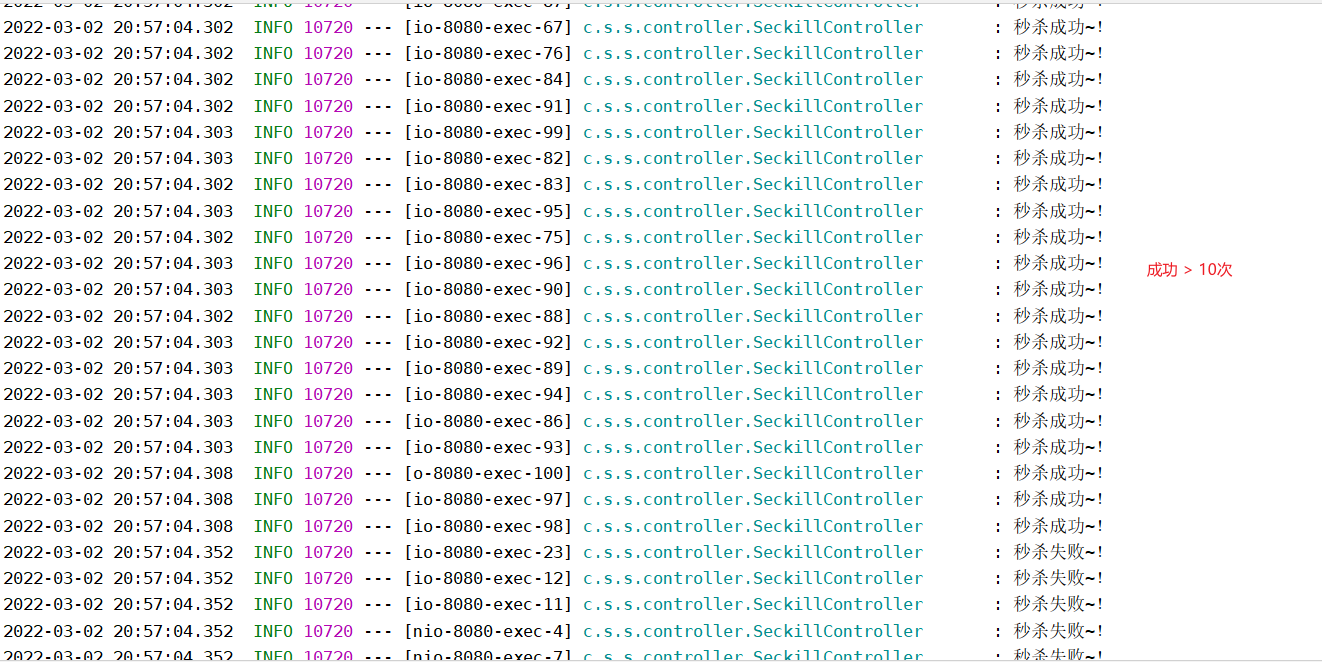 2022-03-02 20:57:04.302  INFO 10720 --- [io-8080-exec-87] c.s.s.controller.SeckillController       : 秒杀成功~!
2022-03-02 20:57:04.302  INFO 10720 --- [io-8080-exec-67] c.s.s.controller.SeckillController       : 秒杀成功~!
2022-03-02 20:57:04.302  INFO 10720 --- [io-8080-exec-76] c.s.s.controller.SeckillController       : 秒杀成功~!
2022-03-02 20:57:04.302  INFO 10720 --- [io-8080-exec-84] c.s.s.controller.SeckillController       : 秒杀成功~!
2022-03-02 20:57:04.302  INFO 10720 --- [io-8080-exec-91] c.s.s.controller.SeckillController       : 秒杀成功~!
2022-03-02 20:57:04.303  INFO 10720 --- [io-8080-exec-99] c.s.s.controller.SeckillController       : 秒杀成功~!
2022-03-02 20:57:04.303  INFO 10720 --- [io-8080-exec-82] c.s.s.controller.SeckillController       : 秒杀成功~!
2022-03-02 20:57:04.302  INFO 10720 --- [io-8080-exec-83] c.s.s.controller.SeckillController       : 秒杀成功~!
2022-03-02 20:57:04.303  INFO 10720 --- [io-8080-exec-95] c.s.s.controller.SeckillController       : 秒杀成功~!
2022-03-02 20:57:04.302  INFO 10720 --- [io-8080-exec-75] c.s.s.controller.SeckillController       : 秒杀成功~!
2022-03-02 20:57:04.303  INFO 10720 --- [io-8080-exec-96] c.s.s.controller.SeckillController       : 秒杀成功~!
成功 > 10次
2022-03-02 20:57:04.303  INFO 10720 --- [io-8080-exec-90] c.s.s.controller.SeckillController       : 秒杀成功~!
2022-03-02 20:57:04.302  INFO 10720 --- [io-8080-exec-88] c.s.s.controller.SeckillController       : 秒杀成功~!
2022-03-02 20:57:04.303  INFO 10720 --- [io-8080-exec-92] c.s.s.controller.SeckillController       : 秒杀成功~!
2022-03-02 20:57:04.303  INFO 10720 --- [io-8080-exec-89] c.s.s.controller.SeckillController       : 秒杀成功~!
2022-03-02 20:57:04.303  INFO 10720 --- [io-8080-exec-94] c.s.s.controller.SeckillController       : 秒杀成功~!
2022-03-02 20:57:04.303  INFO 10720 --- [io-8080-exec-86] c.s.s.controller.SeckillController       : 秒杀成功~!
2022-03-02 20:57:04.303  INFO 10720 --- [io-8080-exec-93] c.s.s.controller.SeckillController       : 秒杀成功~!
2022-03-02 20:57:04.308  INFO 10720 --- [o-8080-exec-100] c.s.s.controller.SeckillController       : 秒杀成功~!
2022-03-02 20:57:04.308  INFO 10720 --- [io-8080-exec-97] c.s.s.controller.SeckillController       : 秒杀成功~!
2022-03-02 20:57:04.308  INFO 10720 --- [io-8080-exec-98] c.s.s.controller.SeckillController       : 秒杀成功~!
2022-03-02 20:57:04.352  INFO 10720 --- [io-8080-exec-23] c.s.s.controller.SeckillController       : 秒杀失败~!
2022-03-02 20:57:04.352  INFO 10720 --- [io-8080-exec-12] c.s.s.controller.SeckillController       : 秒杀失败~!
2022-03-02 20:57:04.352  INFO 10720 --- [io-8080-exec-11] c.s.s.controller.SeckillController       : 秒杀失败~!
2022-03-02 20:57:04.352  INFO 10720 --- [nio-8080-exec-4] c.s.s.controller.SeckillController       : 秒杀失败~!
2022-03-02 20:57:04.352  INFO 10720 --- [nio-8080-exec-7] c.s.s.controller.SeckillController       : 秒杀失败~!